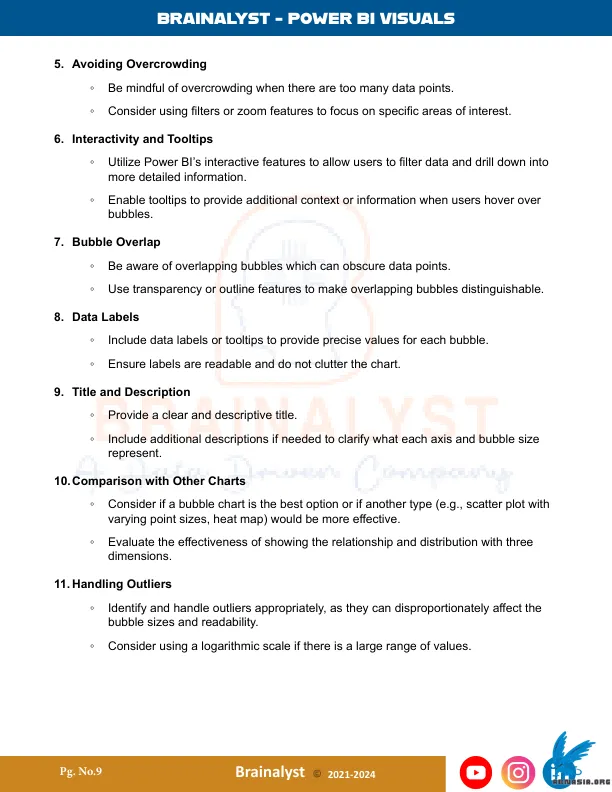 BRAINALYST - POWER BI VISUALS
5. Avoiding Overcrowding
◦ Be mindful of overcrowding when there are too many data points.
◦ Consider using filters or zoom features to focus on specific areas of interest.
6. Interactivity and Tooltips
◦ Utilize Power BI’s interactive features to allow users to filter data and drill down into
more detailed information.
◦ Enable tooltips to provide additional context or information when users hover over
bubbles.
7. Bubble Overlap
◦ Be aware of overlapping bubbles which can obscure data points.
◦ Use transparency or outline features to make overlapping bubbles distinguishable.
8. Data Labels
◦ Include data labels or tooltips to provide precise values for each bubble.
◦ Ensure labels are readable and do not clutter the chart.
9. Title and Description
◦ Provide a clear and descriptive title.
BRAINALYST
◦ Include additional descriptions if needed to clarify what each axis and bubble size
represent.
A Data Driven Company
10. Comparison with Other Charts
◦ Consider if a bubble chart is the best option or if another type (e.g., scatter plot with
varying point sizes, heat map) would be more effective.
◦ Evaluate the effectiveness of showing the relationship and distribution with three
dimensions.
11. Handling Outliers
◦ Identify and handle outliers appropriately, as they can disproportionately affect the
bubble sizes and readability.
◦ Consider using a logarithmic scale if there is a large range of values.
Pg. No.9
Brainalyst © 2021-2024
in